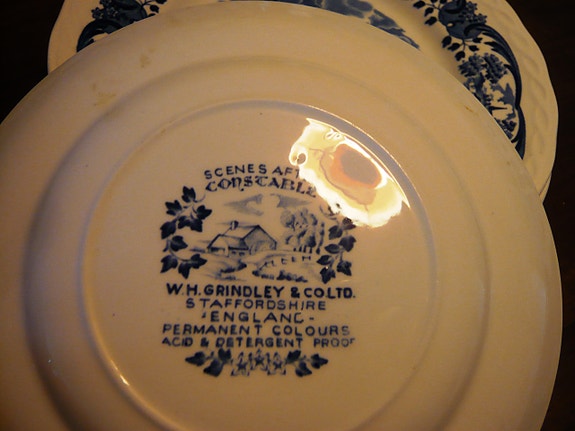 SCENES AFTER
CONSTABLE
W.H. GRINDLEY & CO LTD.
STAFFORDSHIRE
ENGLAND
PERMANENT COLOURS
ACID & DETERGENT PROOF